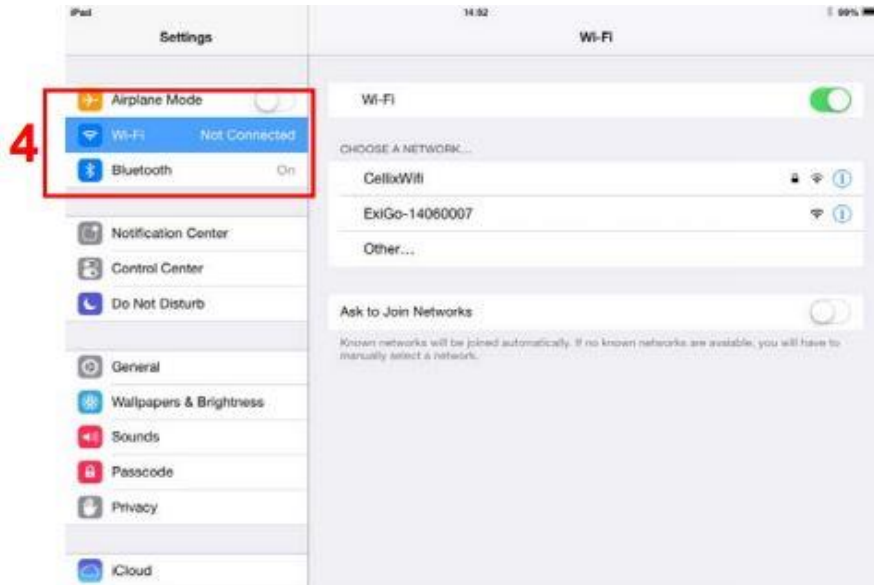 iPad 14:52 99%
Settings
Wi-Fi
4
Airplane Mode
Wi-Fi Not Connected
Bluetooth On
Notification Center
Control Center
Do Not Disturb
General
Wallpapers & Brightness
Sounds
Passcode
Privacy
iCloud
Wi-Fi
CHOOSE A NETWORK...
CellixWifi
ExiGo-14060007
Other...
Ask to Join Networks
Known networks will be joined automatically. If no known networks are available, you will have to
manually select a network.